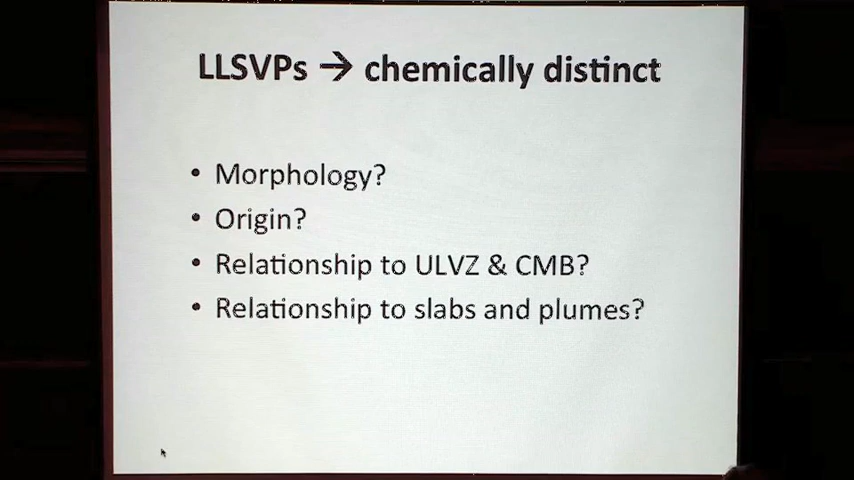 LLSVPs → chemically distinct
• Morphology?
• Origin?
• Relationship to ULVZ & CMB?
• Relationship to slabs and plumes?